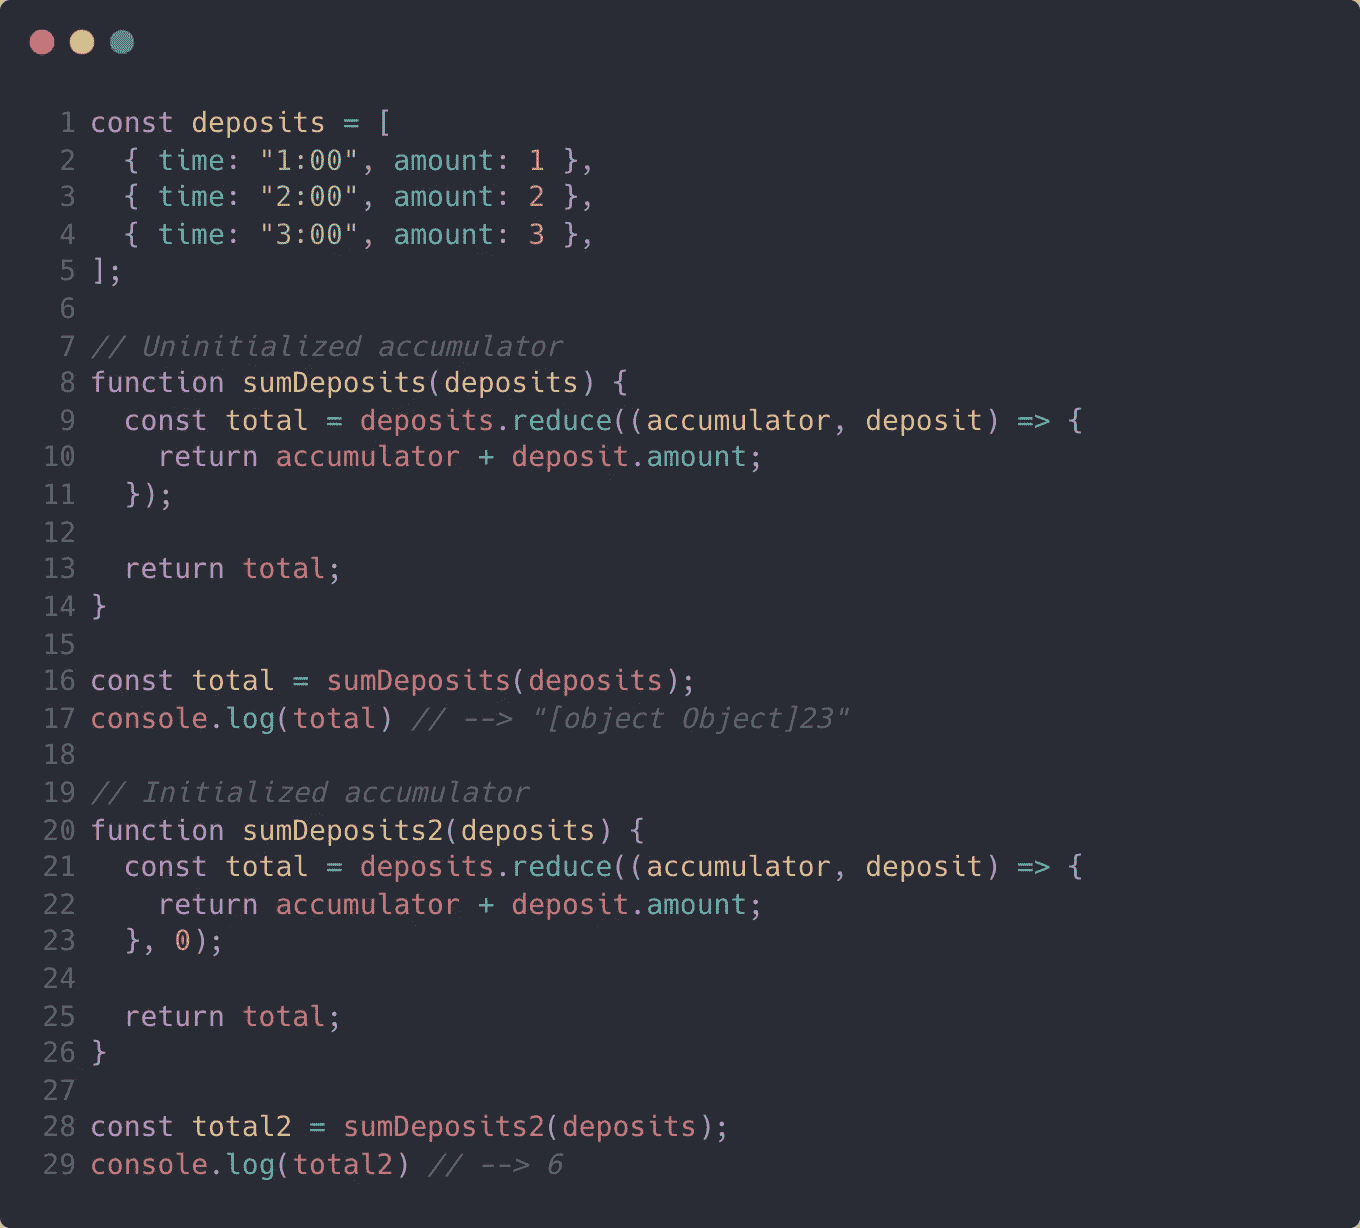 1 const deposits = [
2   { time: "1:00", amount: 1 },
3   { time: "2:00", amount: 2 },
4   { time: "3:00", amount: 3 },
5 ];
6
7 // Uninitialized accumulator
8 function sumDeposits(deposits) {
9   const total = deposits.reduce((accumulator, deposit) => {
10     return accumulator + deposit.amount;
11   });
12
13   return total;
14 }
15
16 const total = sumDeposits(deposits);
17 console.log(total) // --> "[object Object]23"
18
19 // Initialized accumulator
20 function sumDeposits2(deposits) {
21   const total = deposits.reduce((accumulator, deposit) => {
22     return accumulator + deposit.amount;
23   }, 0);
24
25   return total;
26 }
27
28 const total2 = sumDeposits2(deposits);
29 console.log(total2) // --> 6